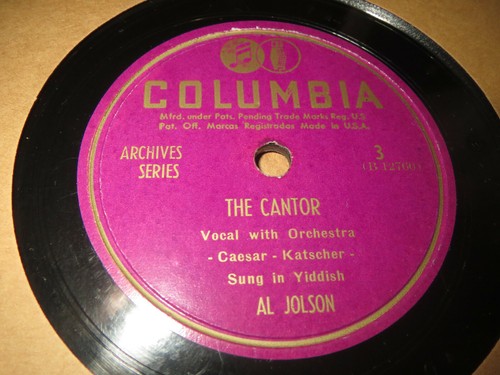 COLUMBIA
Mfrd. under Pats. Pending Trade Marks Reg. U.S.
Pat. Off. Marcas Registradas Made in U.S.A.
ARCHIVES
SERIES
3
(B 12766)
THE CANTOR
Vocal with Orchestra
- Caesar - Katscher -
Sung in Yiddish
AL JOLSON